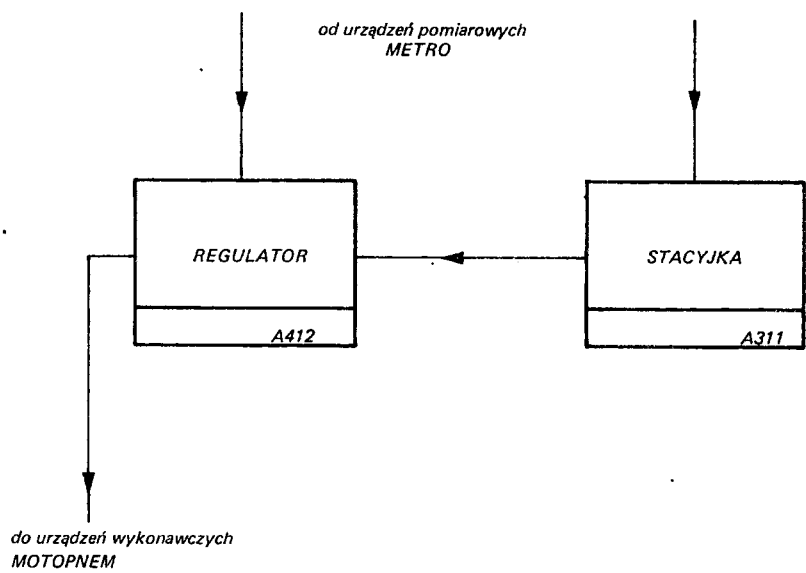 od urządzeń pomiarowych
METRO
REGULATOR
STACYJKA
A412
A311
do urządzeń wykonawczych
MOTOPNEM